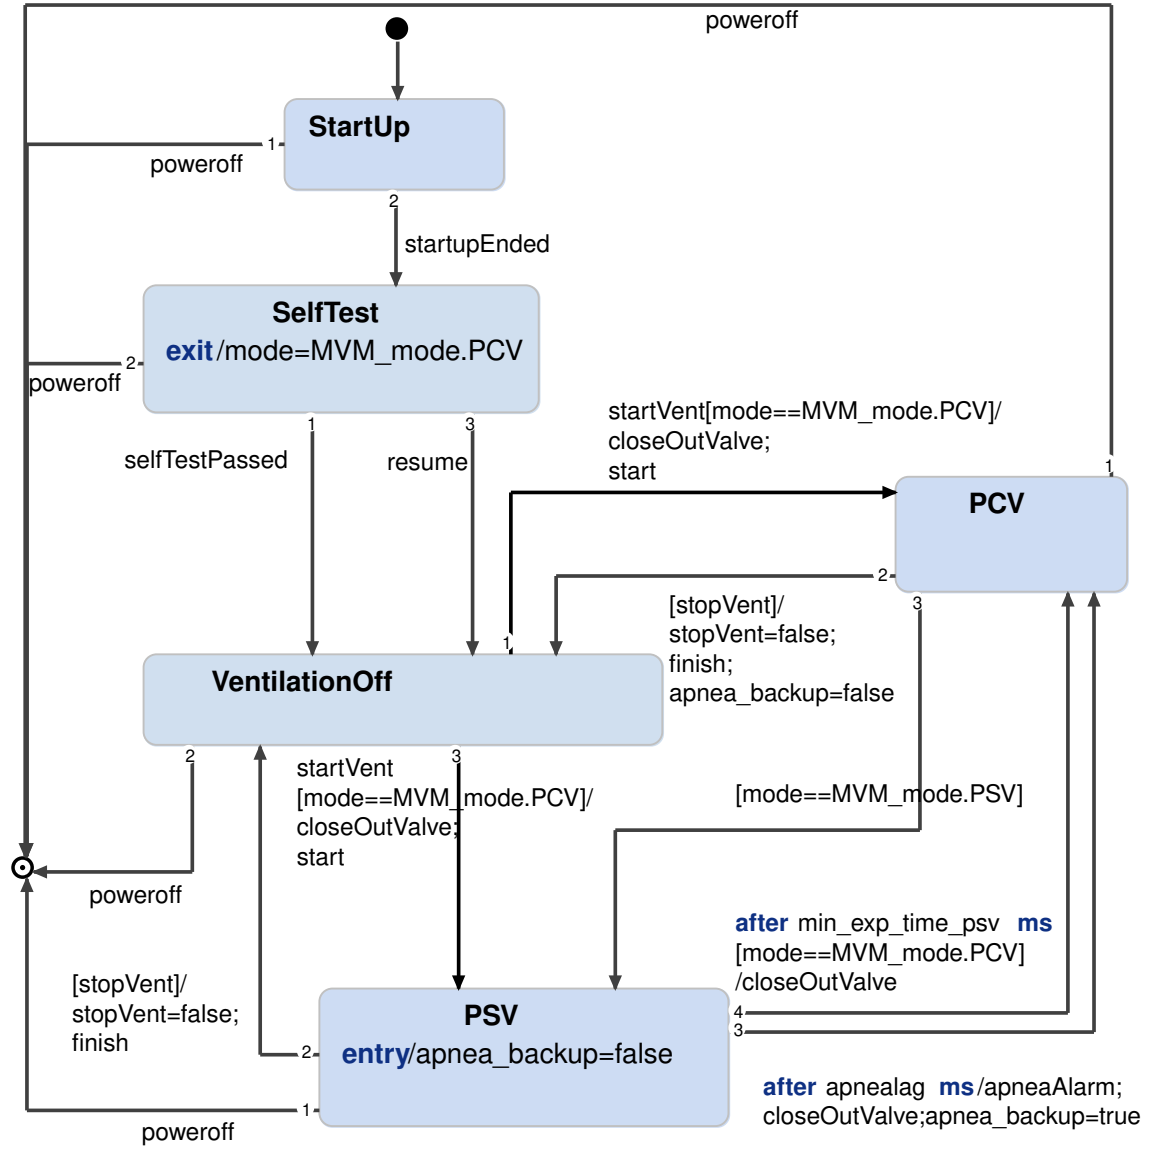 poweroff
StartUp
1
poweroff
2
startupEnded
SelfTest
exit/mode=MVM_mode.PCV
2
poweroff
1
3
selfTestPassed
resume
startVent[mode==MVM_mode.PCV]/
closeOutValve;
start
1
PCV
2
3
[stopVent]/
stopVent=false;
finish;
apnea_backup=false
1
VentilationOff
2
3
startVent
[mode==MVM_mode.PCV]/
closeOutValve;
start
[mode==MVM_mode.PSV]
poweroff
after min_exp_time_psv ms
[mode==MVM_mode.PCV]
/closeOutValve
[stopVent]/
stopVent=false;
finish
PSV
entry/apnea_backup=false
4
3
2
1
poweroff
after apnealag ms/apneaAlarm;
closeOutValve;apnea_backup=true